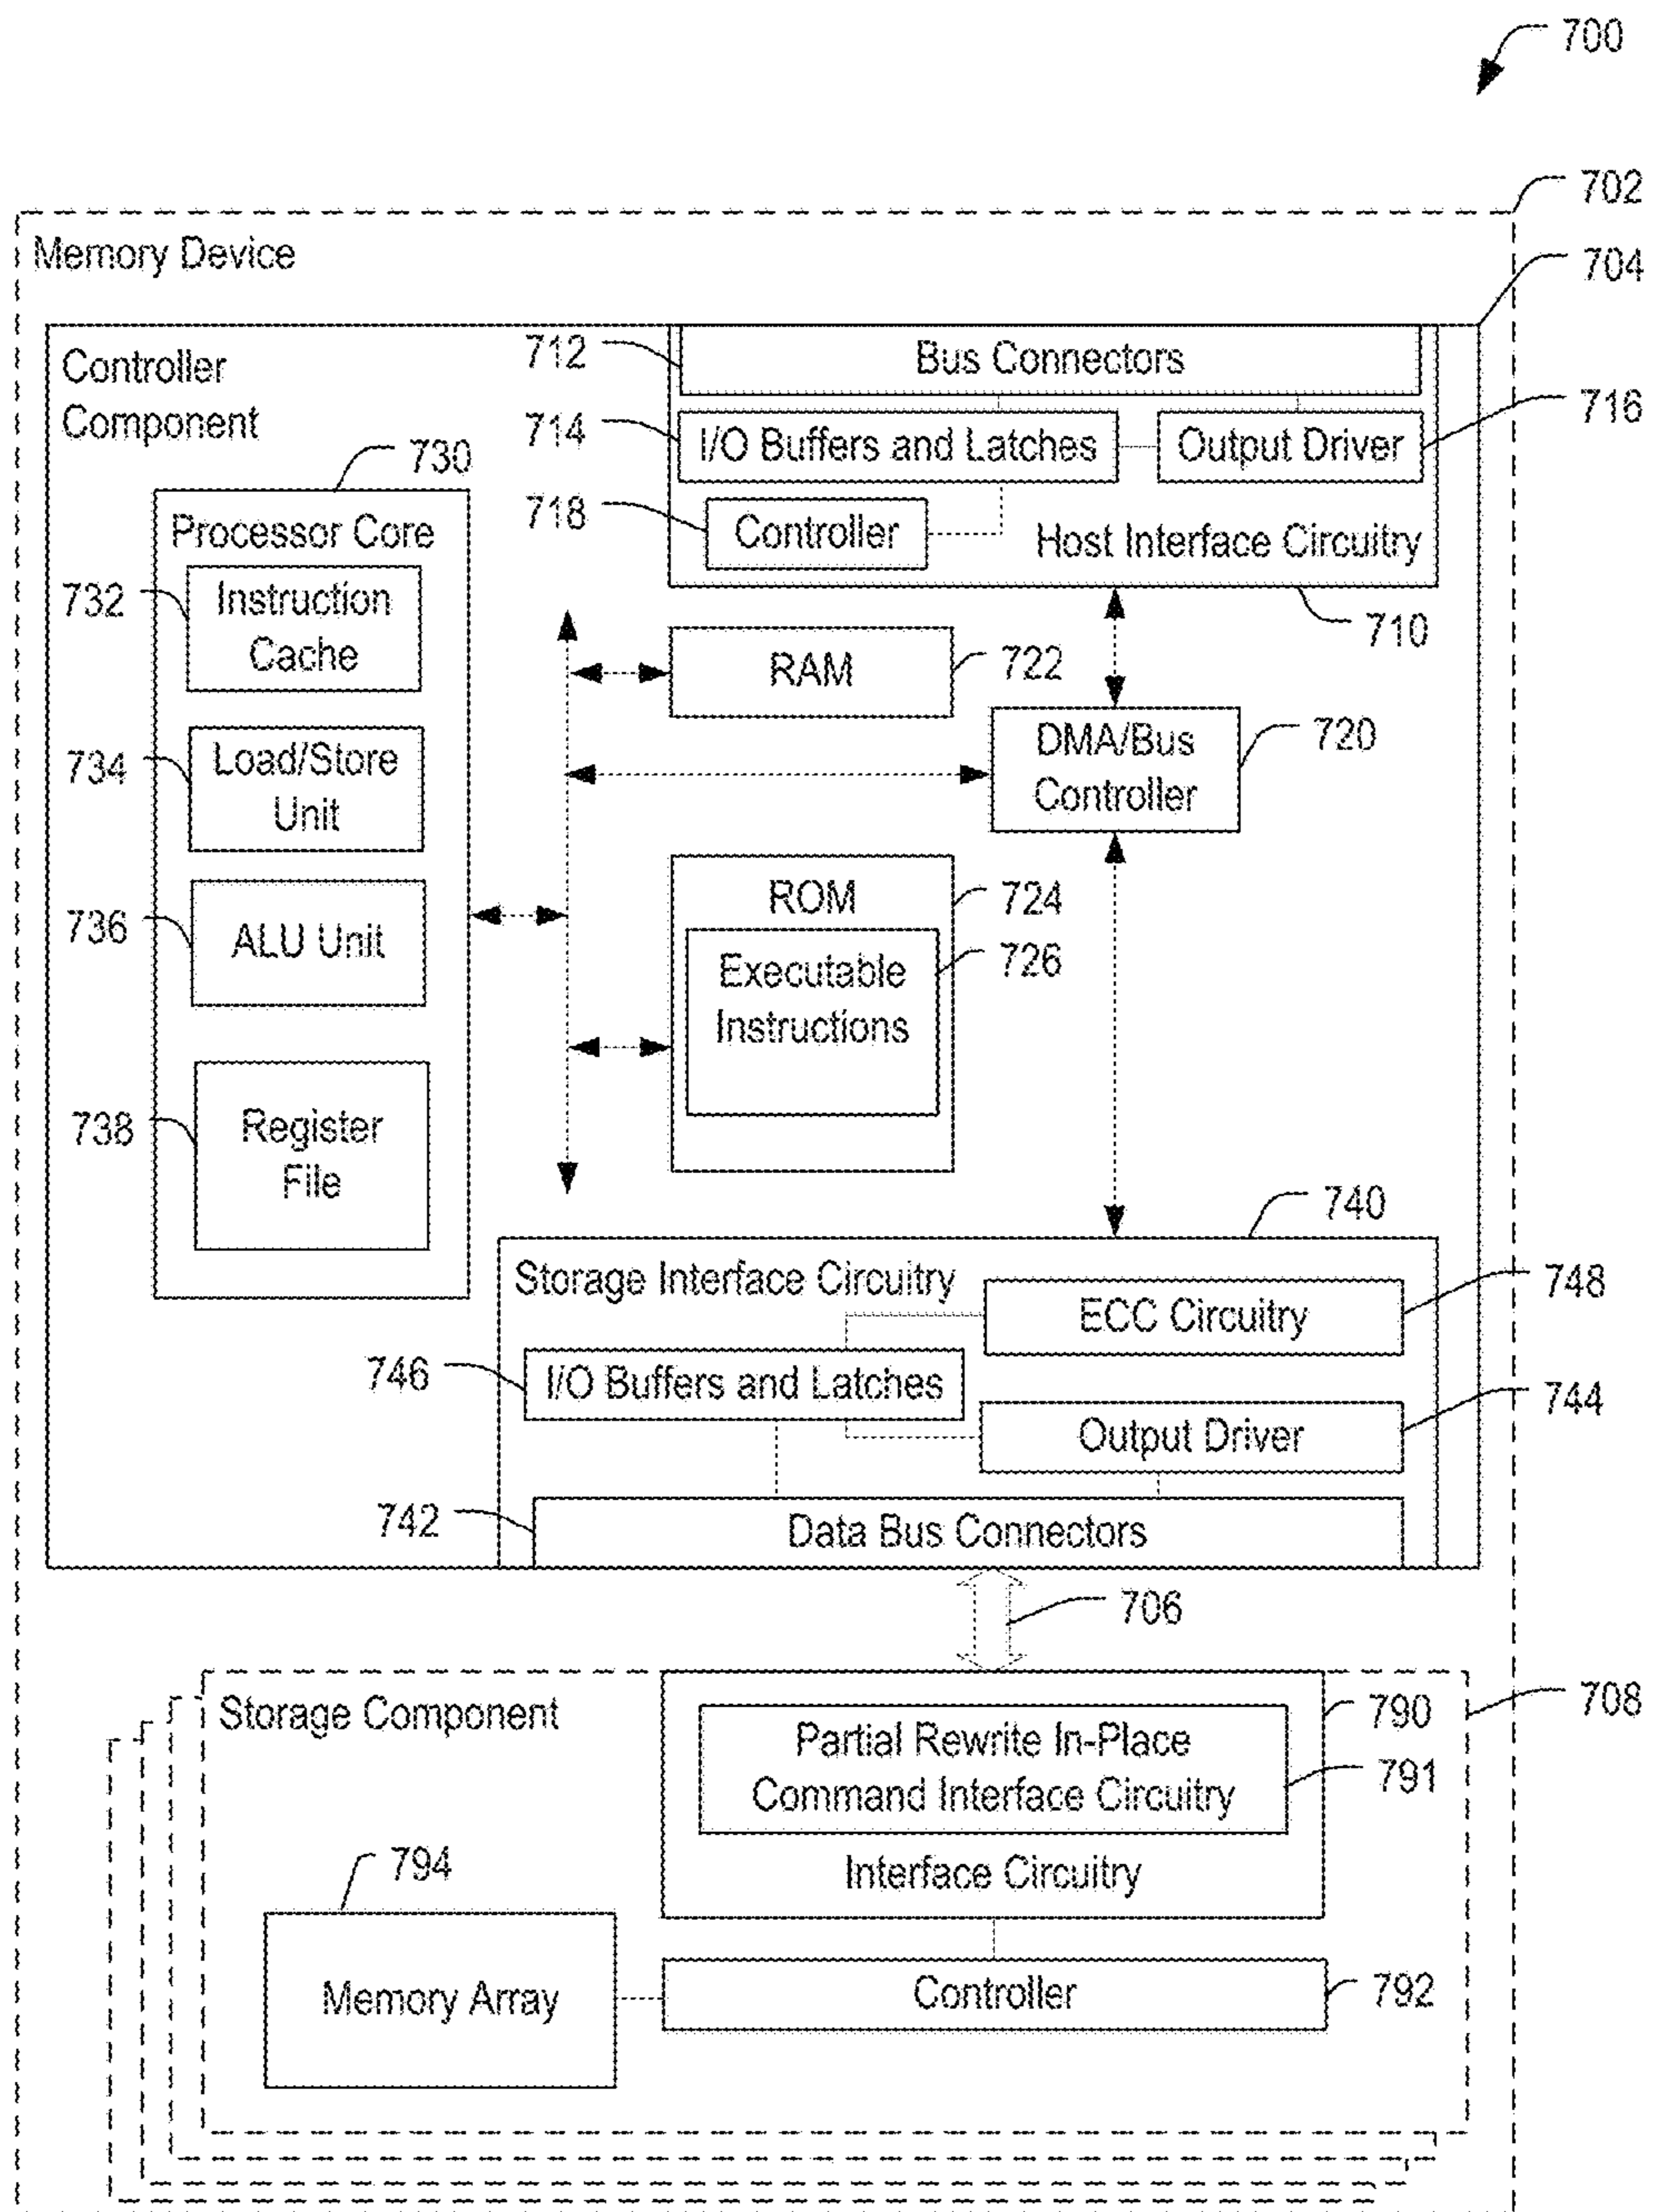 700
702
Memory Device
704
Controller
Component
712
Bus Connectors
714
I/O Buffers and Latches
Output Driver
716
718
Controller
Host Interface Circuitry
710
730
Processor Core
732
Instruction
Cache
734
Load/Store
Unit
736
ALU Unit
738
Register
File
RAM
722
DMA/Bus
Controller
720
ROM
724
Executable
Instructions
726
740
Storage Interface Circuitry
ECC Circuitry
748
746
I/O Buffers and Latches
Output Driver
744
742
Data Bus Connectors
706
708
Storage Component
790
Partial Rewrite In-Place
Command Interface Circuitry
791
Interface Circuitry
794
Memory Array
Controller
792